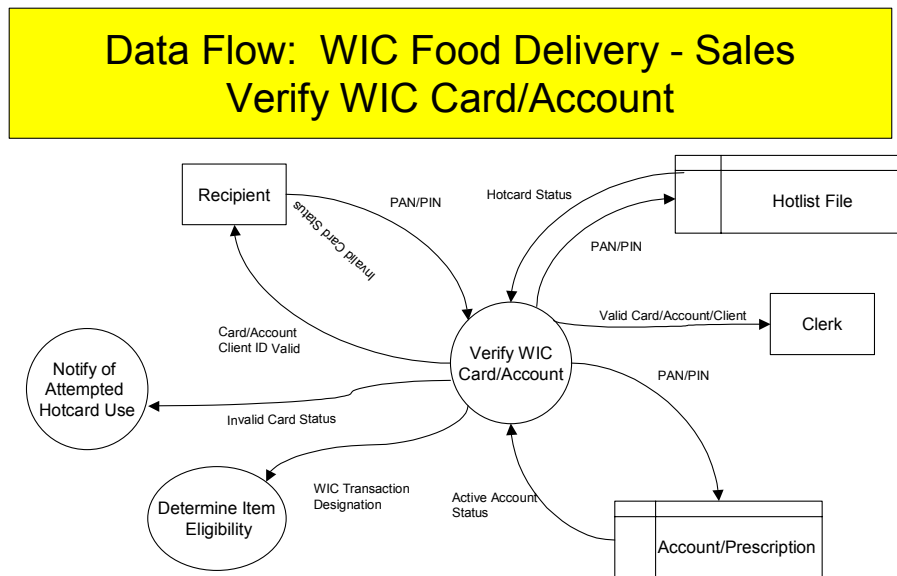 Data Flow:  WIC Food Delivery - Sales
Verify WIC Card/Account
Recipient
PAN/PIN
Invalid Card Status
Hotcard Status
PAN/PIN
Hotlist File
Card/Account
Client ID Valid
Verify WIC
Card/Account
Valid Card/Account/Client
Clerk
Notify of
Attempted
Hotcard Use
Invalid Card Status
PAN/PIN
WIC Transaction
Designation
Determine Item
Eligibility
Active Account
Status
Account/Prescription